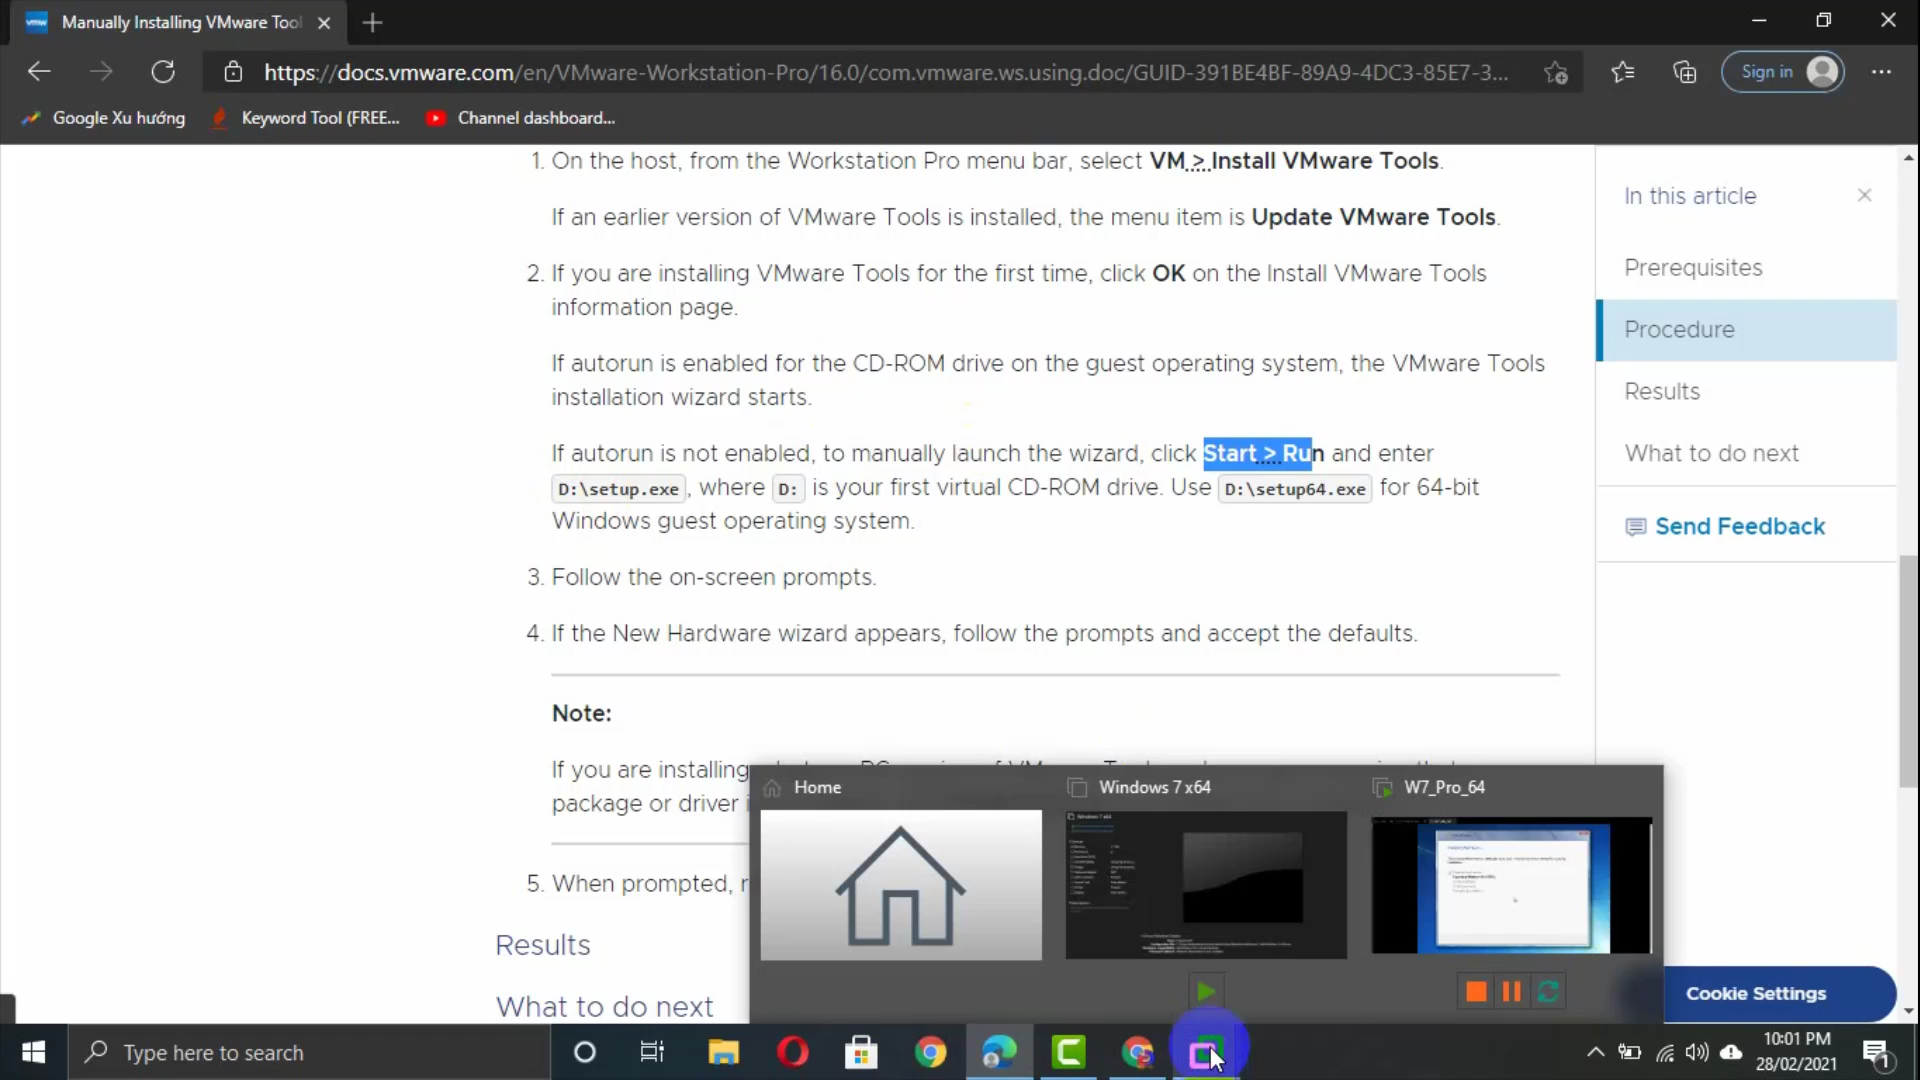 Manually Installing VMware Tool
https://docs.vmware.com/en/VMware-Workstation-Pro/16.0/com.vmware.ws.using.doc/GUID-391BE4BF-89A9-4DC3-85E7-3...
Sign in
Google Xu hướng
Keyword Tool (FREE...
Channel dashboard...
1. On the host, from the Workstation Pro menu bar, select VM > Install VMware Tools.
If an earlier version of VMware Tools is installed, the menu item is Update VMware Tools.
2. If you are installing VMware Tools for the first time, click OK on the Install VMware Tools
information page.
If autorun is enabled for the CD-ROM drive on the guest operating system, the VMware Tools
installation wizard starts.
If autorun is not enabled, to manually launch the wizard, click Start > Run and enter
D:\setup.exe, where D: is your first virtual CD-ROM drive. Use D:\setup64.exe for 64-bit
Windows guest operating system.
3. Follow the on-screen prompts.
4. If the New Hardware wizard appears, follow the prompts and accept the defaults.
Note:
If you are installing
package or driver i
5. When prompted, r
Results
What to do next
In this article
Prerequisites
Procedure
Results
What to do next
Send Feedback
Home
Windows 7 x64
W7_Pro_64
Cookie Settings
Type here to search
10:01 PM
28/02/2021
1